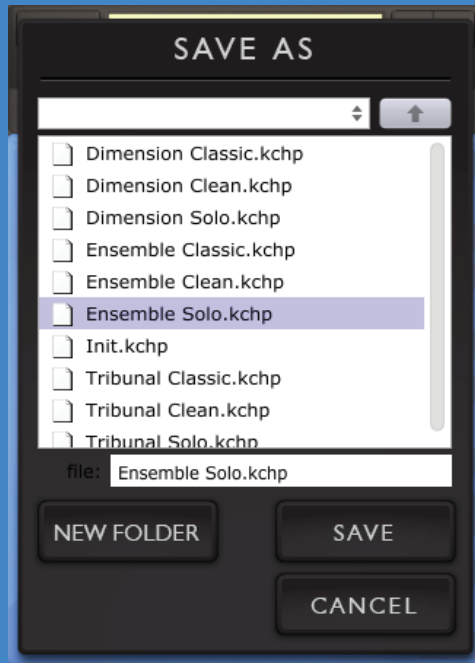 SAVE AS
Dimension Classic.kchp
Dimension Clean.kchp
Dimension Solo.kchp
Ensemble Classic.kchp
Ensemble Clean.kchp
Ensemble Solo.kchp
Init.kchp
Tribunal Classic.kchp
Tribunal Clean.kchp
Tribunal Solo.kchp
file: Ensemble Solo.kchp
NEW FOLDER SAVE
CANCEL